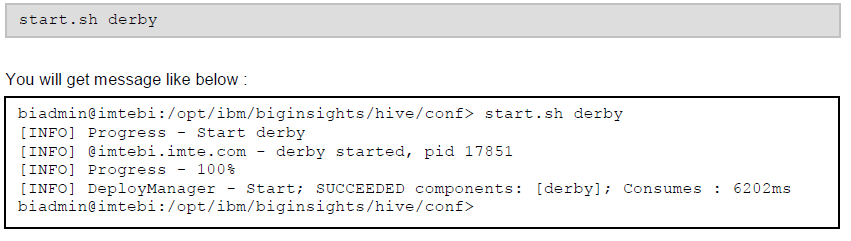 start.sh derby
You will get message like below :
biadmin@imtebi:/opt/ibm/biginsights/hive/conf> start.sh derby
[INFO] Progress - Start derby
[INFO] @imtebi.imte.com - derby started, pid 17851
[INFO] Progress - 100%
[INFO] DeployManager - Start; SUCCEEDED components: [derby]; Consumes : 6202ms
biadmin@imtebi:/opt/ibm/biginsights/hive/conf>